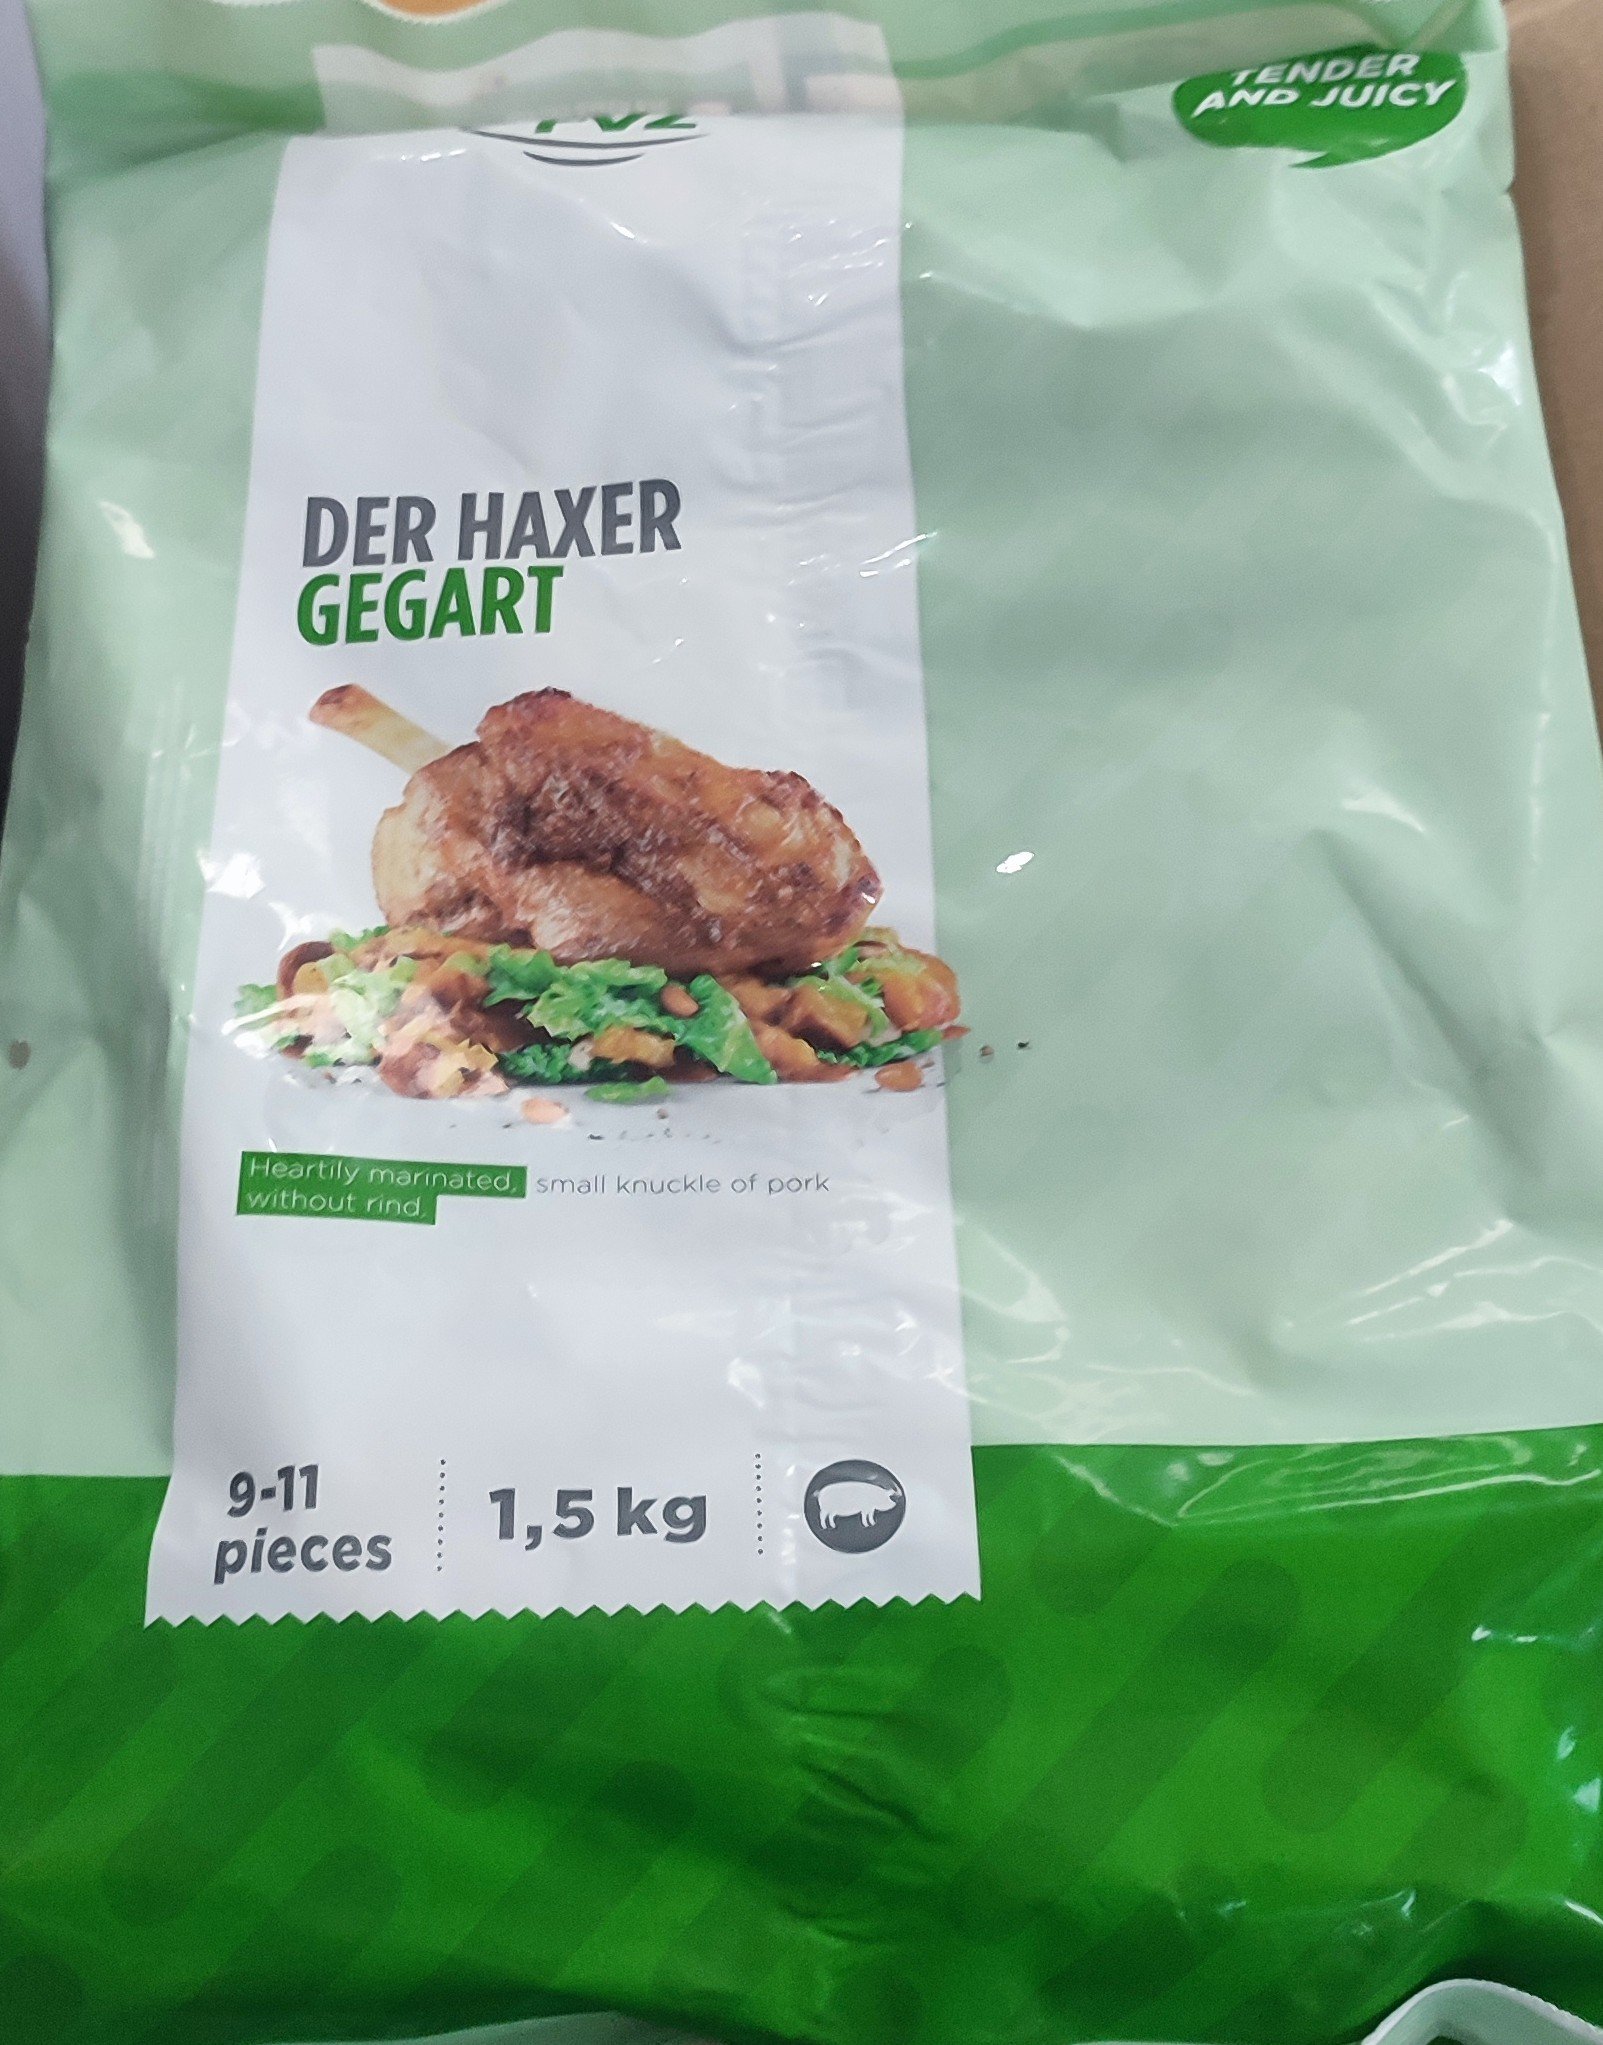 TENDER
AND JUICY
DER HAXER
GEGART
Heartily marinated, small knuckle of pork
without rind,
9-11
pieces
1,5 kg